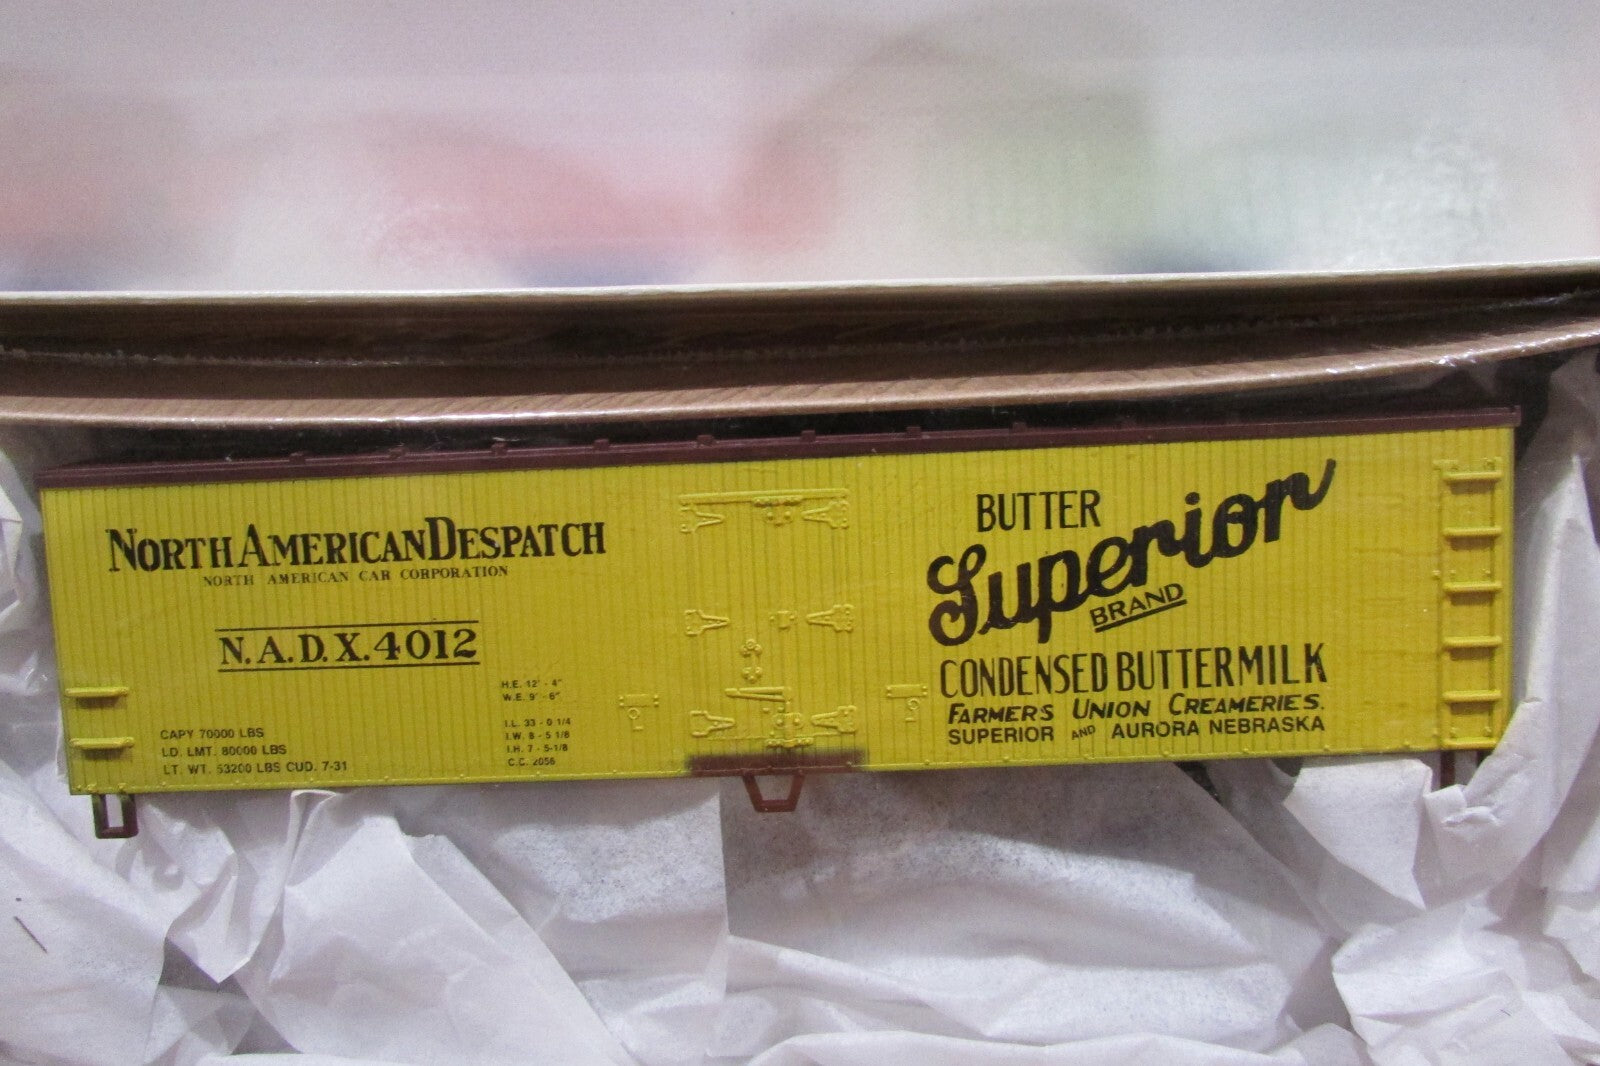 NORTH AMERICAN DESPATCH
NORTH AMERICAN CAR CORPORATION
N.A.D.X.4012
H.E. 12' - 4"
W.E. 9' - 6"
I.L. 33 - 0 1/4
I.W. 8 - 5 1/8
I.H. 7 - 5-1/8
C.C. 2056
CAPY 70000 LBS
LD. LMT. 80000 LBS
LT. WT. 53200 LBS CUD. 7-31
BUTTER
Superior
BRAND
CONDENSED BUTTERMILK
FARMERS UNION CREAMERIES.
SUPERIOR AND AURORA NEBRASKA